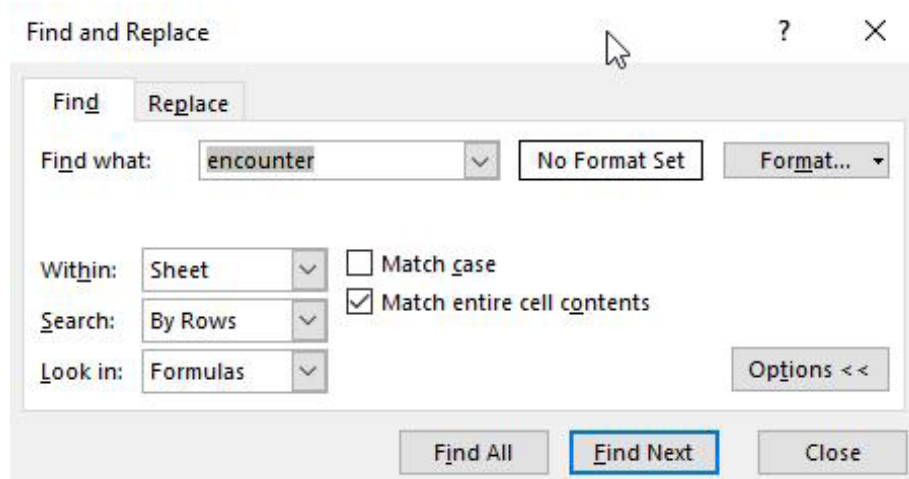 Find and Replace ?
Find Replace
Find what: encounter No Format Set Format...
Within: Sheet Match case
Match entire cell contents
Search: By Rows
Look in: Formulas Options <<
Find All Find Next Close